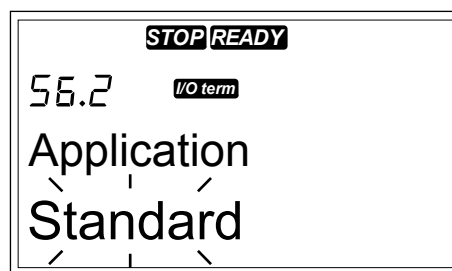 STOP READY
S6.2 I/O term
Application
Standard